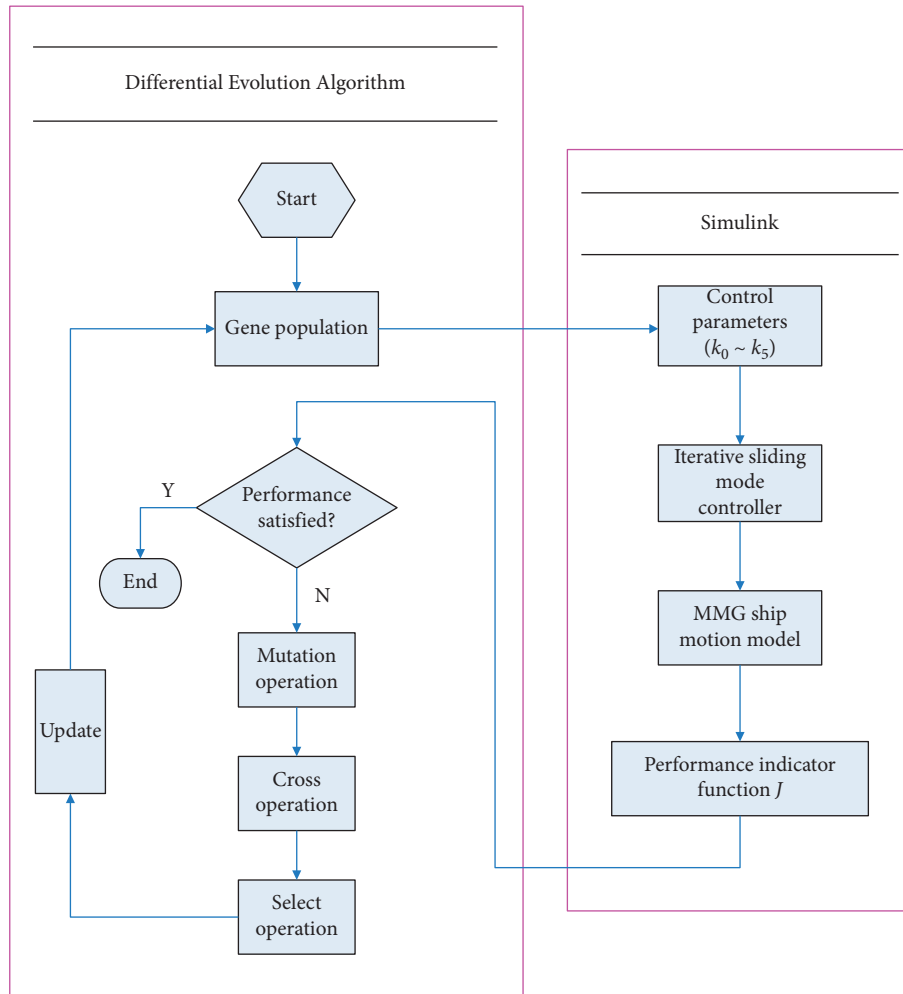 Differential Evolution Algorithm
Start
Gene population
Performance
satisfied?
Y
End
N
Mutation
operation
Cross
operation
Select
operation
Update
Simulink
Control
parameters
(k₀ ~ k₅)
Iterative sliding
mode
controller
MMG ship
motion model
Performance indicator
function J